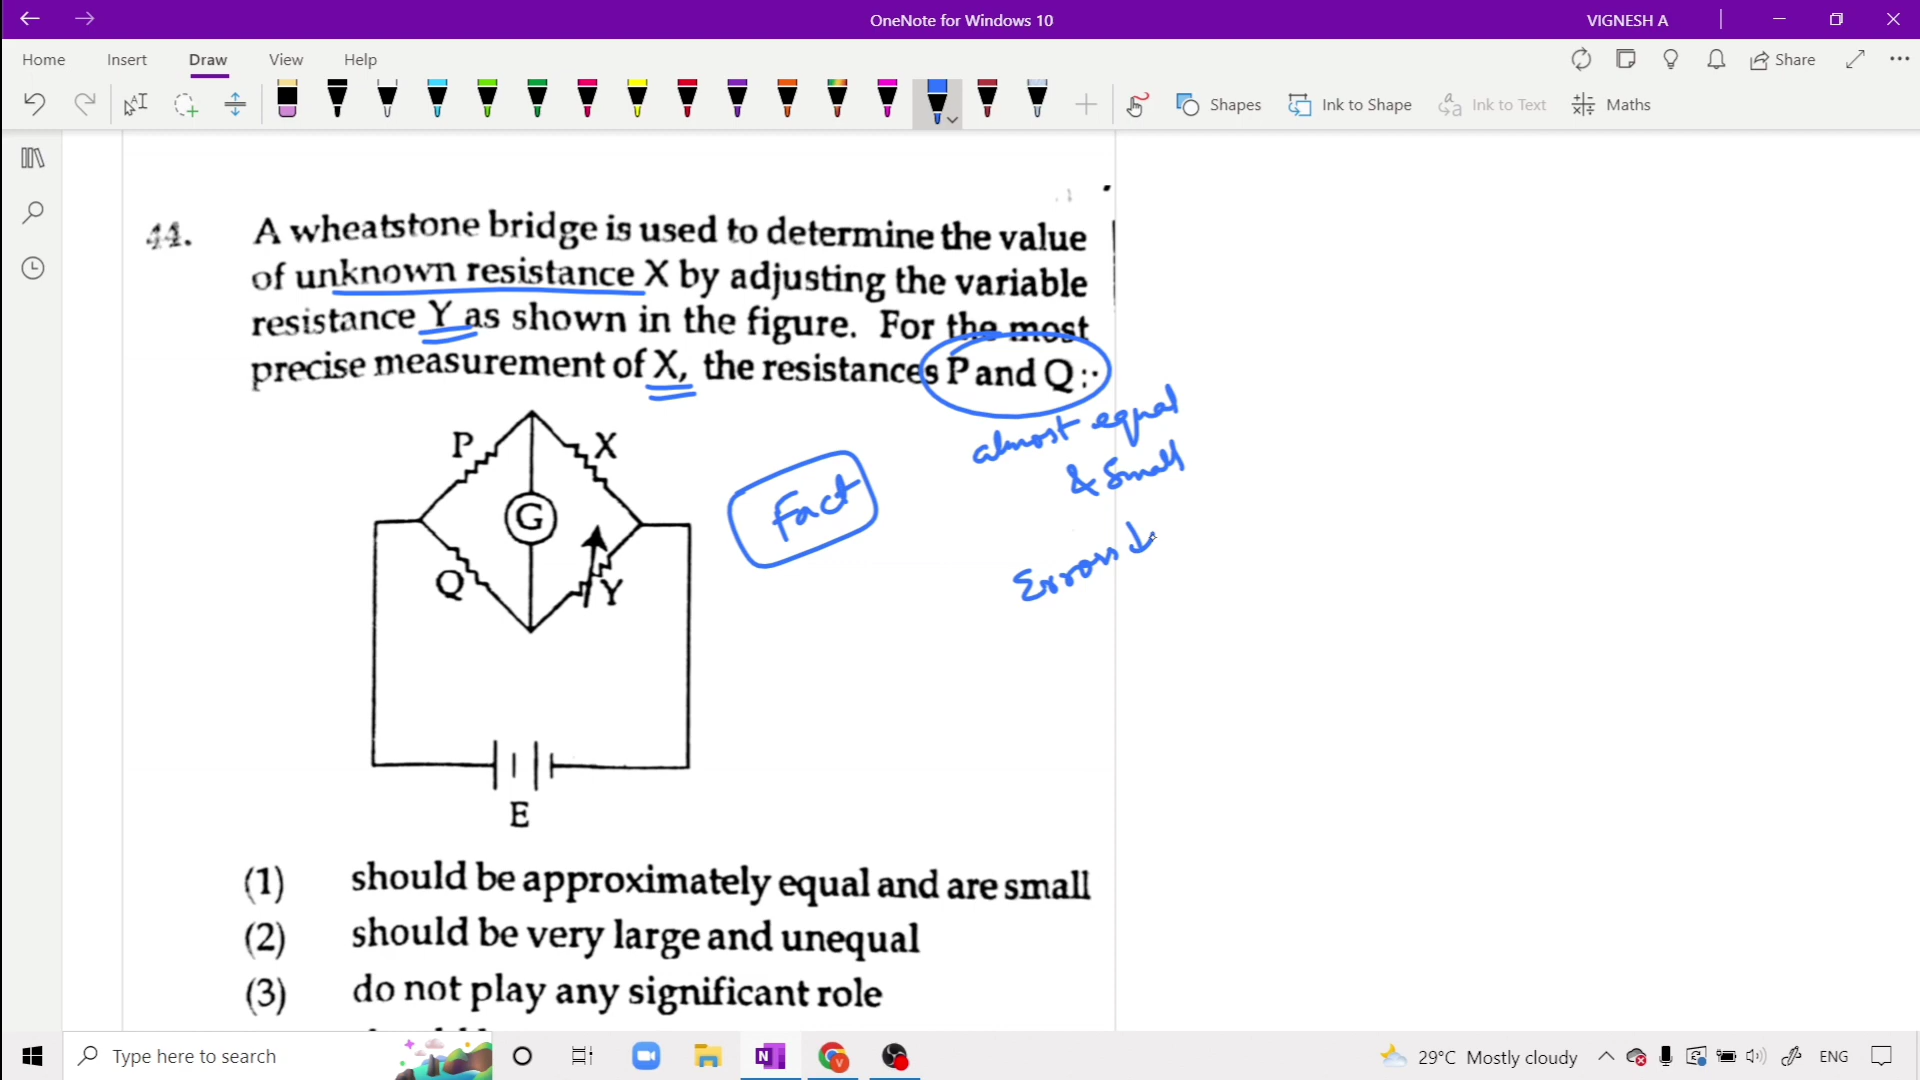 OneNote for Windows 10
VIGNESH A
Home Insert Draw View Help
Share
Shapes Ink to Shape Ink to Text Maths
44. A wheatstone bridge is used to determine the value
of unknown resistance X by adjusting the variable
resistance Y as shown in the figure. For the most
precise measurement of X, the resistances P and Q :-
almost equal
& small
Fact
Errors ↓
P X
G
Q Y
E
(1) should be approximately equal and are small
(2) should be very large and unequal
(3) do not play any significant role
Type here to search
29°C Mostly cloudy
ENG